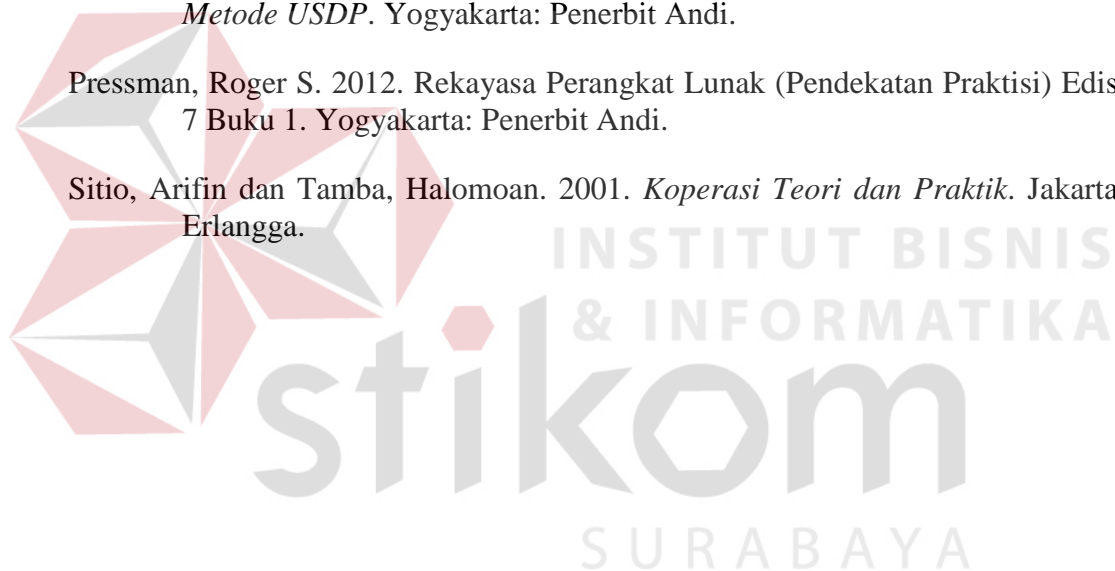 Metode USDP. Yogyakarta: Penerbit Andi.
Pressman, Roger S. 2012. Rekayasa Perangkat Lunak (Pendekatan Praktisi) Edis
7 Buku 1. Yogyakarta: Penerbit Andi.
Sitio, Arifin dan Tamba, Halomoan. 2001. Koperasi Teori dan Praktik. Jakarta
Erlangga.
INSTITUT BISNIS
& INFORMATIKA
stikom
SURABAYA